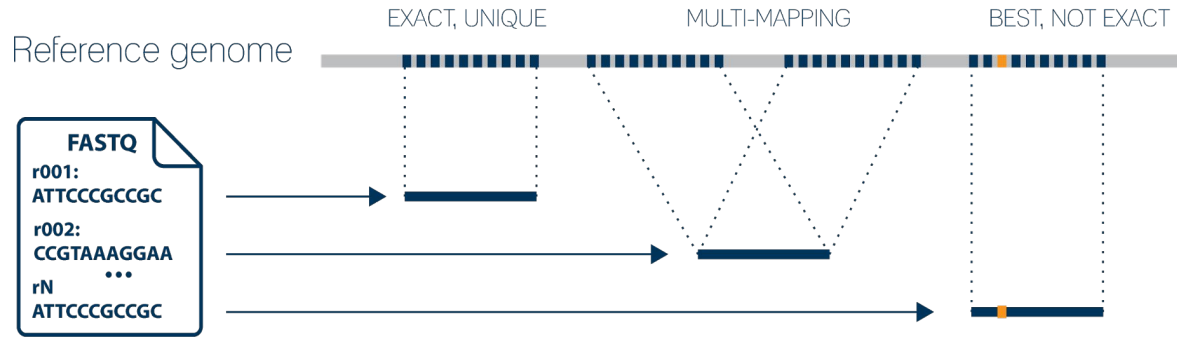 EXACT, UNIQUE
MULTI-MAPPING
BEST, NOT EXACT
Reference genome
FASTQ
r001:
ATTCCCGCCGC
r002:
CCGTAAAGGAA
•••
rN
ATTCCCGCCGC